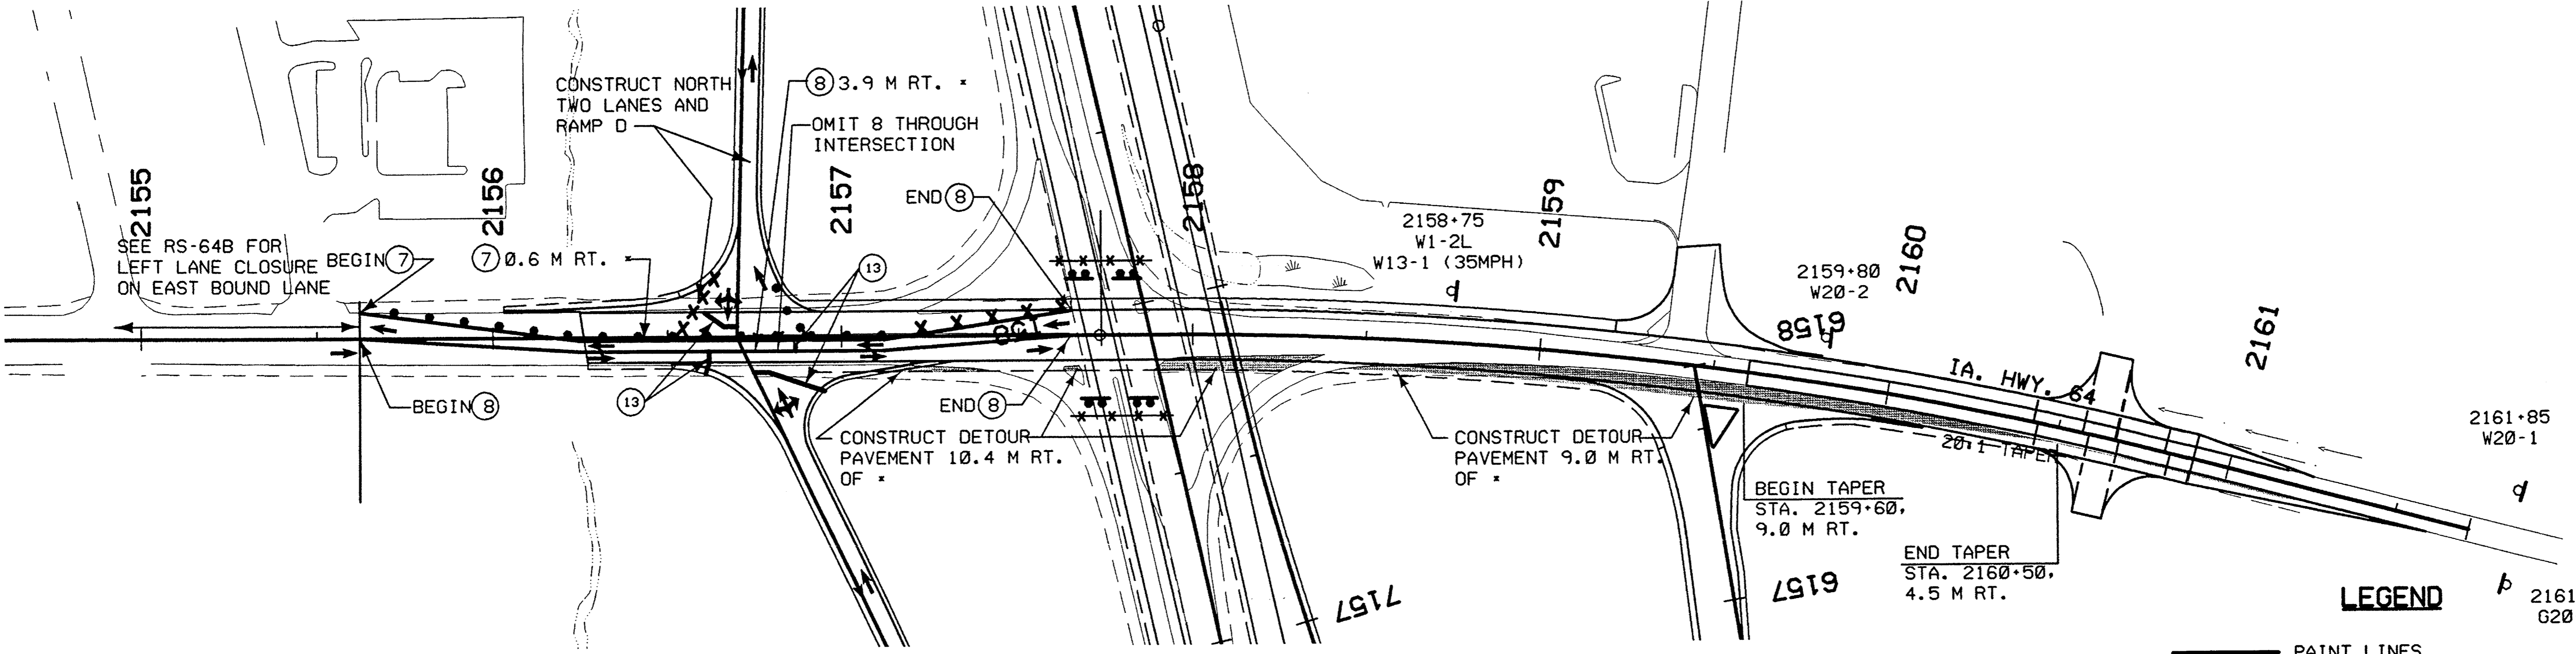 CONSTRUCT NORTH
TWO LANES AND
RAMP D
8 3.9 M RT. *
OMIT 8 THROUGH
INTERSECTION
2155
2156
2157
2158
2159
2160
2161
END 8
13
SEE RS-64B FOR
LEFT LANE CLOSURE
ON EAST BOUND LANE
BEGIN 7
7 0.6 M RT. *
2158+75
W1-2L
W13-1 (35MPH)
2159+80
W20-2
6158
38
IA. HWY. 64
2161+85
W20-1
BEGIN 8
13
END 8
CONSTRUCT DETOUR
PAVEMENT 10.4 M RT.
OF *
CONSTRUCT DETOUR
PAVEMENT 9.0 M RT.
OF *
20:1 TAPER
BEGIN TAPER
STA. 2159+60,
9.0 M RT.
END TAPER
STA. 2160+50,
4.5 M RT.
7157
6157
LEGEND
2161
G20
PAINT LINES